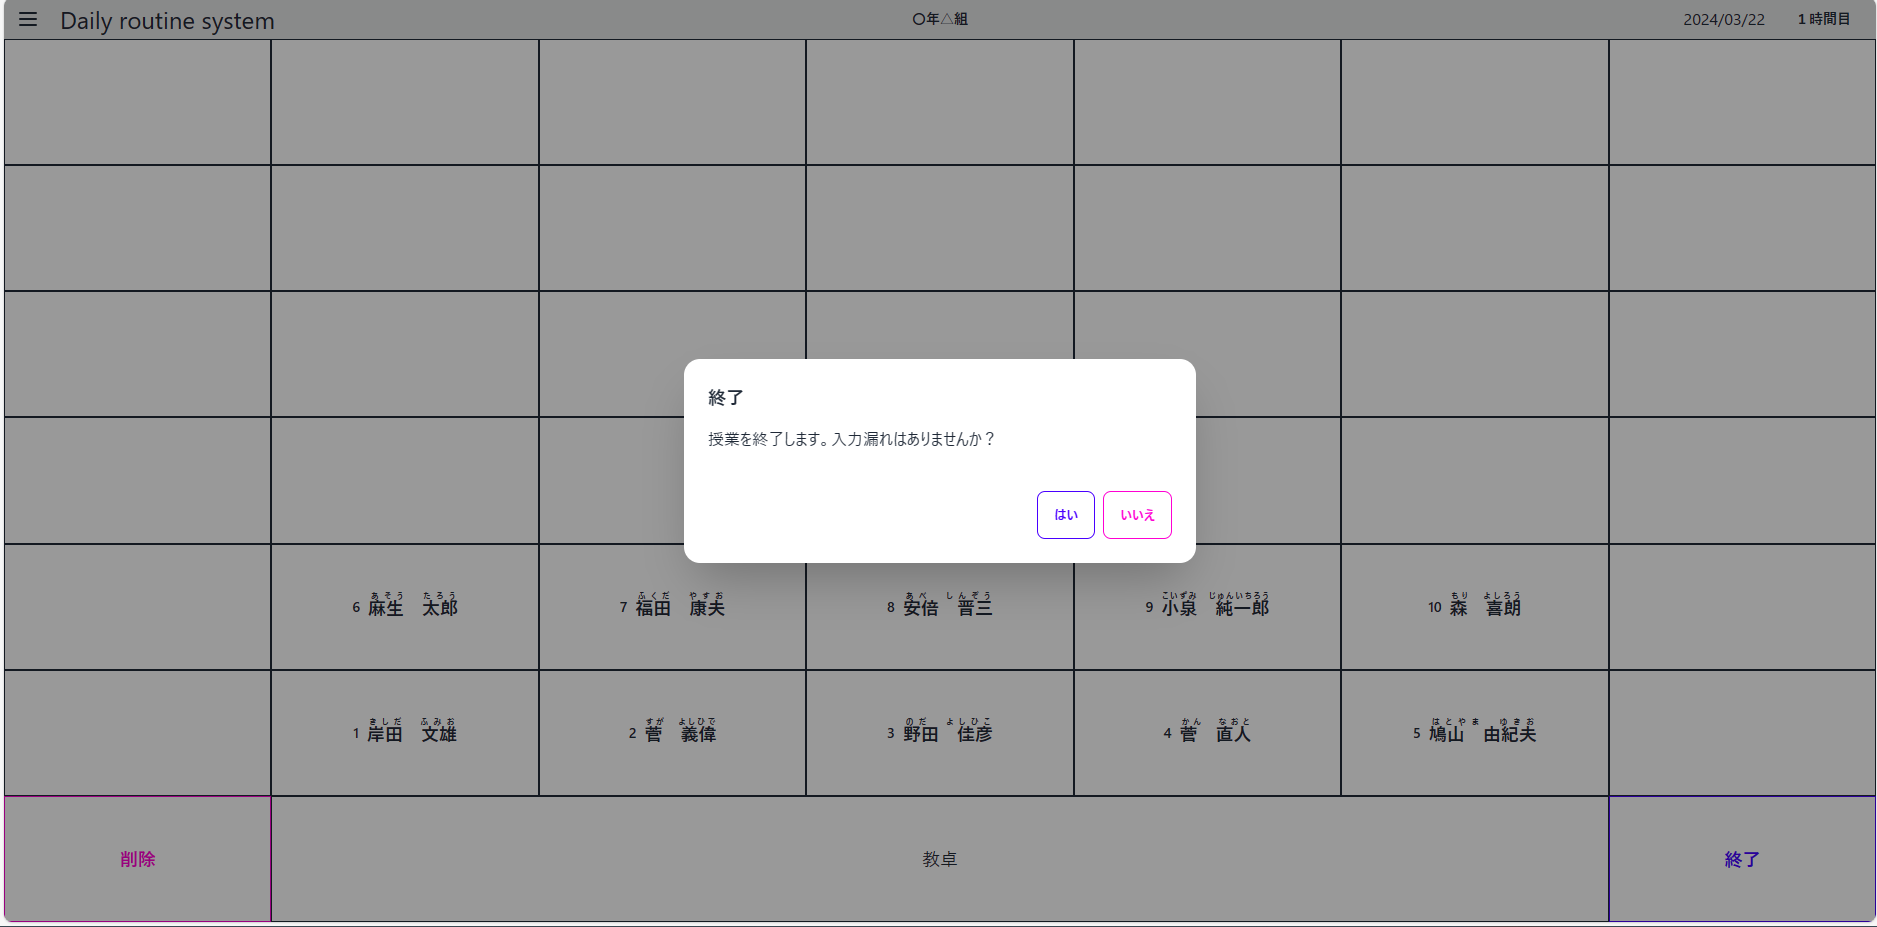 Daily routine system
〇年△組
2024/03/22
1 時間目
終了
授業を終了します。入力漏れはありませんか？
はい
いいえ
あそう たろう
6 麻生 太郎
ふくだ やすお
7 福田 康夫
あべ しんぞう
8 安倍 晋三
こいずみ じゅんいちろう
9 小泉 純一郎
もり よしろう
10 森 喜朗
きしだ ふみお
1 岸田 文雄
すが よしひで
2 菅 義偉
のだ よしひこ
3 野田 佳彦
かん なおと
4 菅 直人
はとやま ゆきお
5 鳩山 由紀夫
削除
教卓
終了